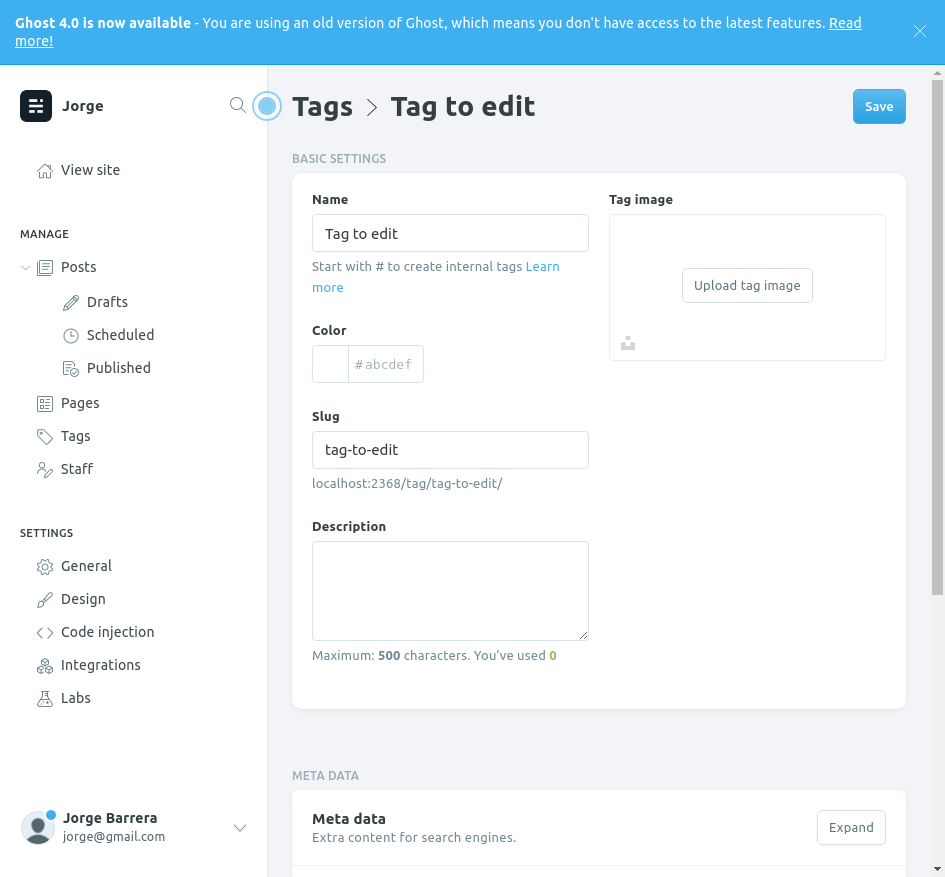 Ghost 4.0 is now available - You are using an old version of Ghost, which means you don't have access to the latest features. Read
more!
Jorge
View site
MANAGE
Posts
Drafts
Scheduled
Published
Pages
Tags
Staff
SETTINGS
General
Design
Code injection
Integrations
Labs
Jorge Barrera
jorge@gmail.com
Tags > Tag to edit
Save
BASIC SETTINGS
Name
Tag to edit
Start with # to create internal tags Learn
more
Color
#abcdef
Slug
tag-to-edit
localhost:2368/tag/tag-to-edit/
Description
Maximum: 500 characters. You’ve used 0
Tag image
Upload tag image
META DATA
Meta data
Extra content for search engines.
Expand